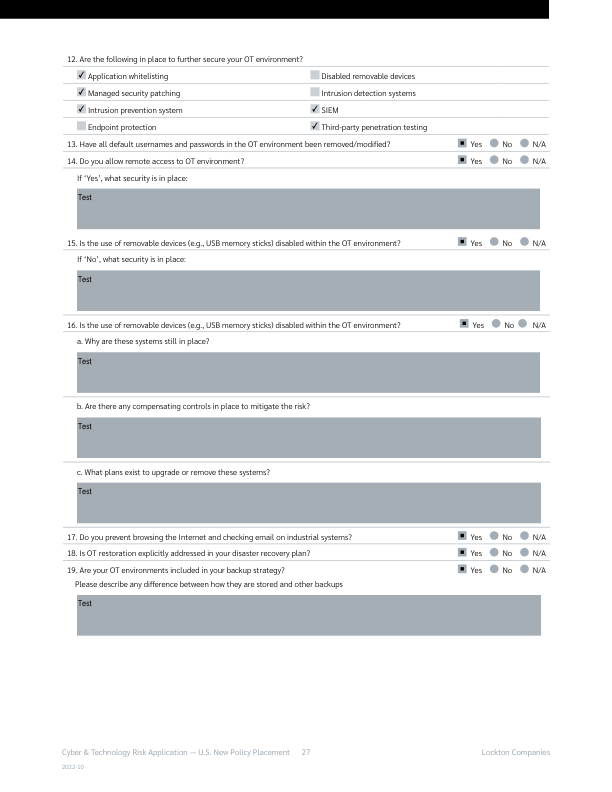 12. Are the following in place to further secure your OT environment?
Application whitelisting Disabled removable devices
Managed security patching Intrusion detection systems
Intrusion prevention system SIEM
Endpoint protection Third-party penetration testing
13. Have all default usernames and passwords in the OT environment been removed/modified? Yes No N/A
14. Do you allow remote access to OT environment? Yes No N/A
If ‘Yes’, what security is in place:
Test
15. Is the use of removable devices (e.g., USB memory sticks) disabled within the OT environment? Yes No N/A
If ‘No’, what security is in place:
Test
16. Is the use of removable devices (e.g., USB memory sticks) disabled within the OT environment? Yes No N/A
a. Why are these systems still in place?
Test
b. Are there any compensating controls in place to mitigate the risk?
Test
c. What plans exist to upgrade or remove these systems?
Test
17. Do you prevent browsing the Internet and checking email on industrial systems? Yes No N/A
18. Is OT restoration explicitly addressed in your disaster recovery plan? Yes No N/A
19. Are your OT environments included in your backup strategy? Yes No N/A
Please describe any difference between how they are stored and other backups
Test
Cyber & Technology Risk Application — U.S. New Policy Placement 27 Lockton Companies
2022-10